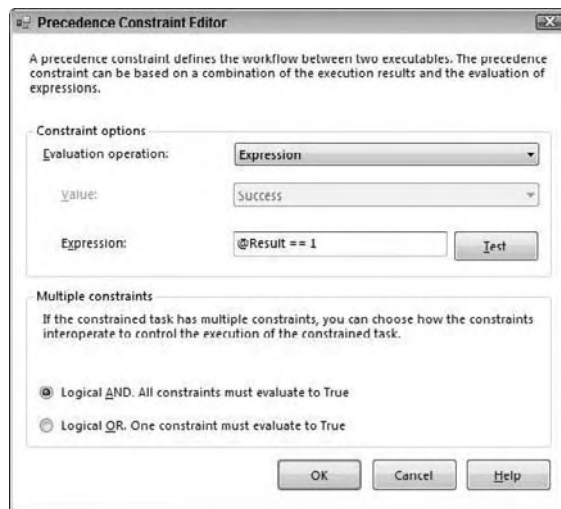 Precedence Constraint Editor
A precedence constraint defines the workflow between two executables. The precedence
constraint can be based on a combination of the execution results and the evaluation of
expressions.
Constraint options
Evaluation operation: Expression
Value: Success
Expression: @Result == 1 Test
Multiple constraints
If the constrained task has multiple constraints, you can choose how the constraints
interoperate to control the execution of the constrained task.
Logical AND. All constraints must evaluate to True
Logical OR. One constraint must evaluate to True
OK Cancel Help